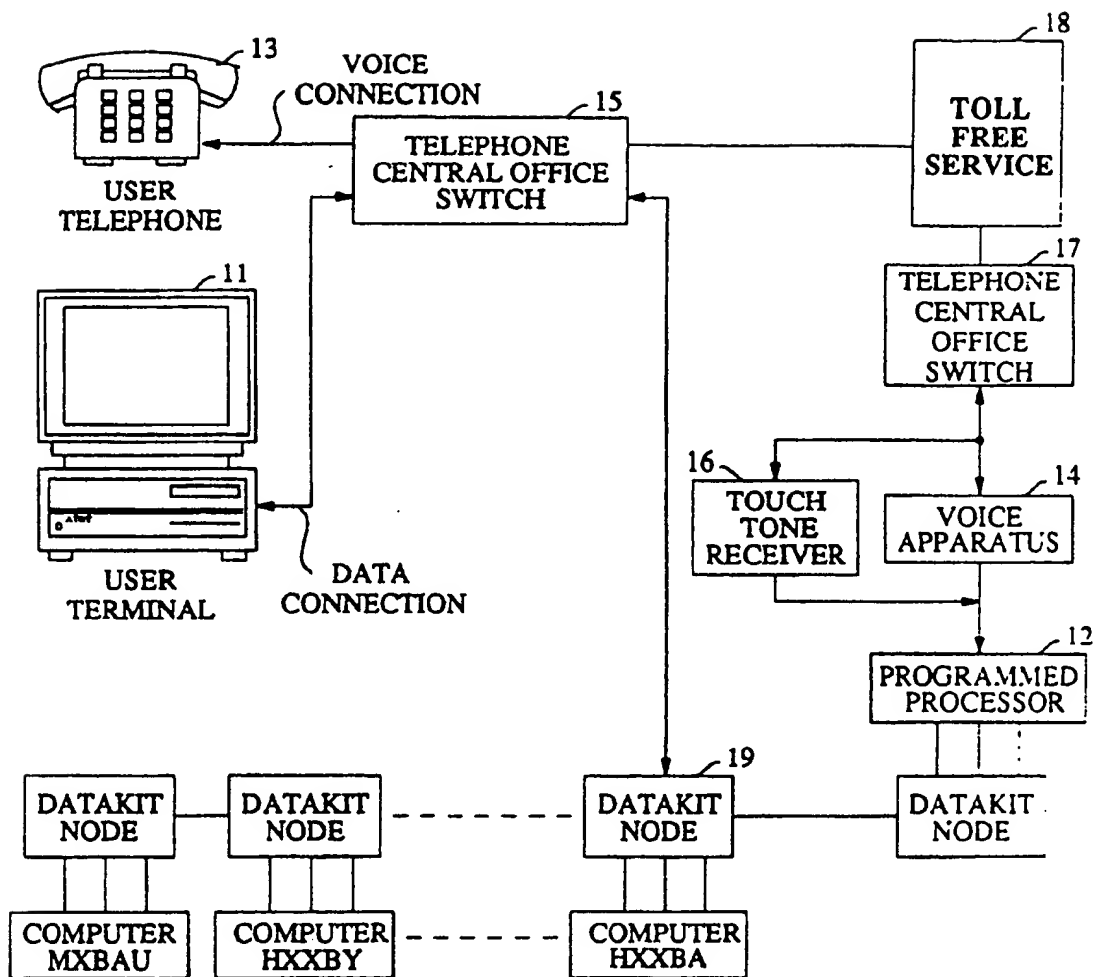 13
VOICE
CONNECTION
USER
TELEPHONE
15
TELEPHONE
CENTRAL OFFICE
SWITCH
18
TOLL
FREE
SERVICE
17
TELEPHONE
CENTRAL
OFFICE
SWITCH
11
USER
TERMINAL
DATA
CONNECTION
16
TOUCH
TONE
RECEIVER
14
VOICE
APPARATUS
12
PROGRAMMED
PROCESSOR
19
DATAKIT
NODE
DATAKIT
NODE
DATAKIT
NODE
DATAKIT
NODE
COMPUTER
MXBAU
COMPUTER
HXXBY
COMPUTER
HXXBA